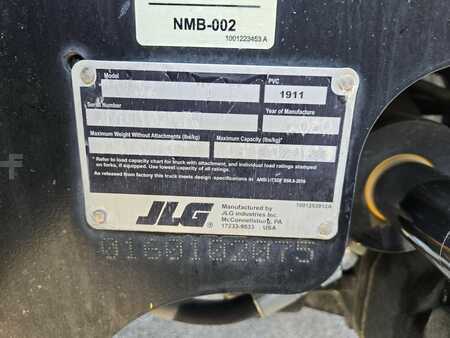 NMB-002
1001223453 A
Model
PVC
1911
Serial Number
Year of Manufacture
Maximum Weight Without Attachments (lbs/kg)
Maximum Capacity (lbs/kg)
* Refer to load capacity chart for truck with attachment, and individual load ratings stamped
on forks, if equipped. Use lowest capacity of all ratings.
As released from factory this truck meets design specifications in ANSI / ITSDF B56.6-2016
JLG
Manufactured by
JLG Industries Inc.
McConnellsburg, PA
17233-9533 USA
1001253912A
0160102075